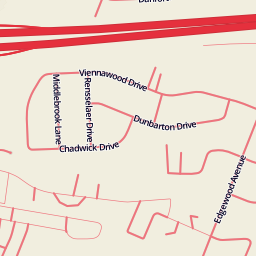 Viennawood Drive
Middlebrook Lane
Rensselaer Drive
Dunbarton Drive
Chadwick Drive
Edgewood Avenue